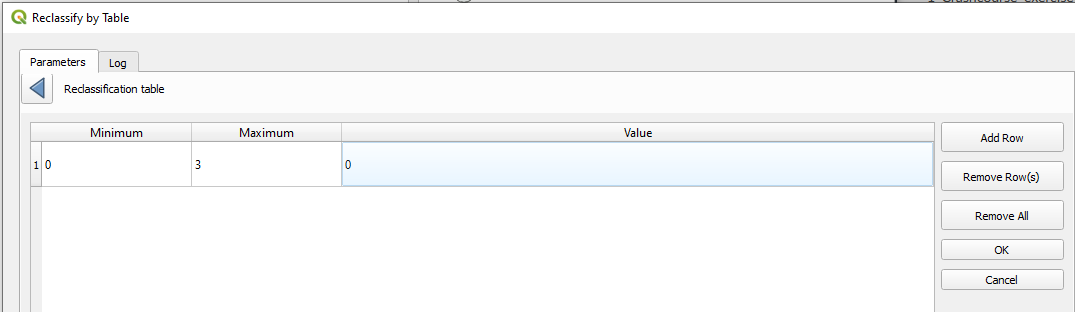 Reclassify by Table
Parameters Log
Reclassification table
Minimum Maximum Value
1 0 3 0
Add Row
Remove Row(s)
Remove All
OK
Cancel